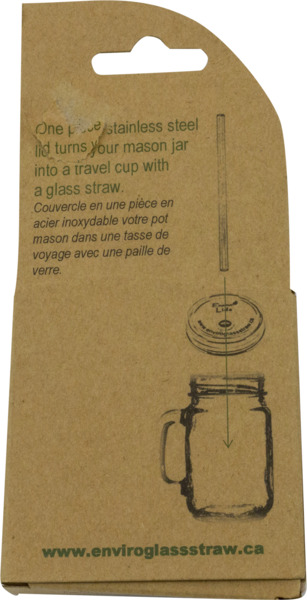 One piece stainless steel
lid turns your mason jar
into a travel cup with
a glass straw.
Couvercle en une pièce en
acier inoxydable votre pot
mason dans une tasse de
voyage avec une paille de
verre.
www.enviroglassstraw.ca